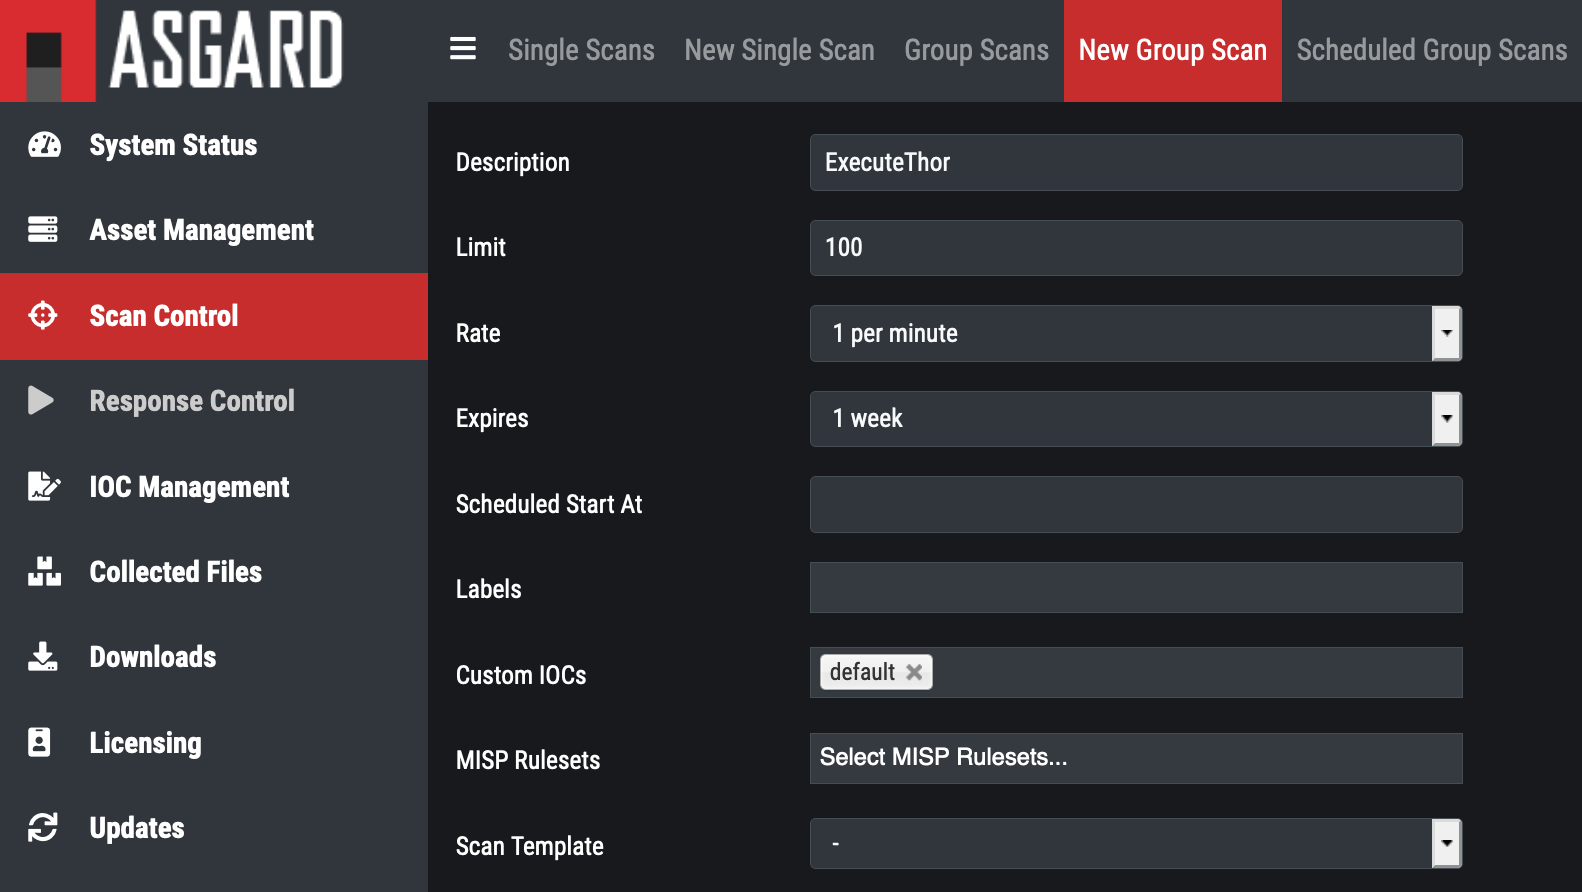 ASGARD
Single Scans New Single Scan Group Scans New Group Scan Scheduled Group Scans
System Status
Asset Management
Scan Control
Response Control
IOC Management
Collected Files
Downloads
Licensing
Updates
Description ExecuteThor
Limit 100
Rate 1 per minute
Expires 1 week
Scheduled Start At
Labels
Custom IOCs default
MISP Rulesets Select MISP Rulesets...
Scan Template -